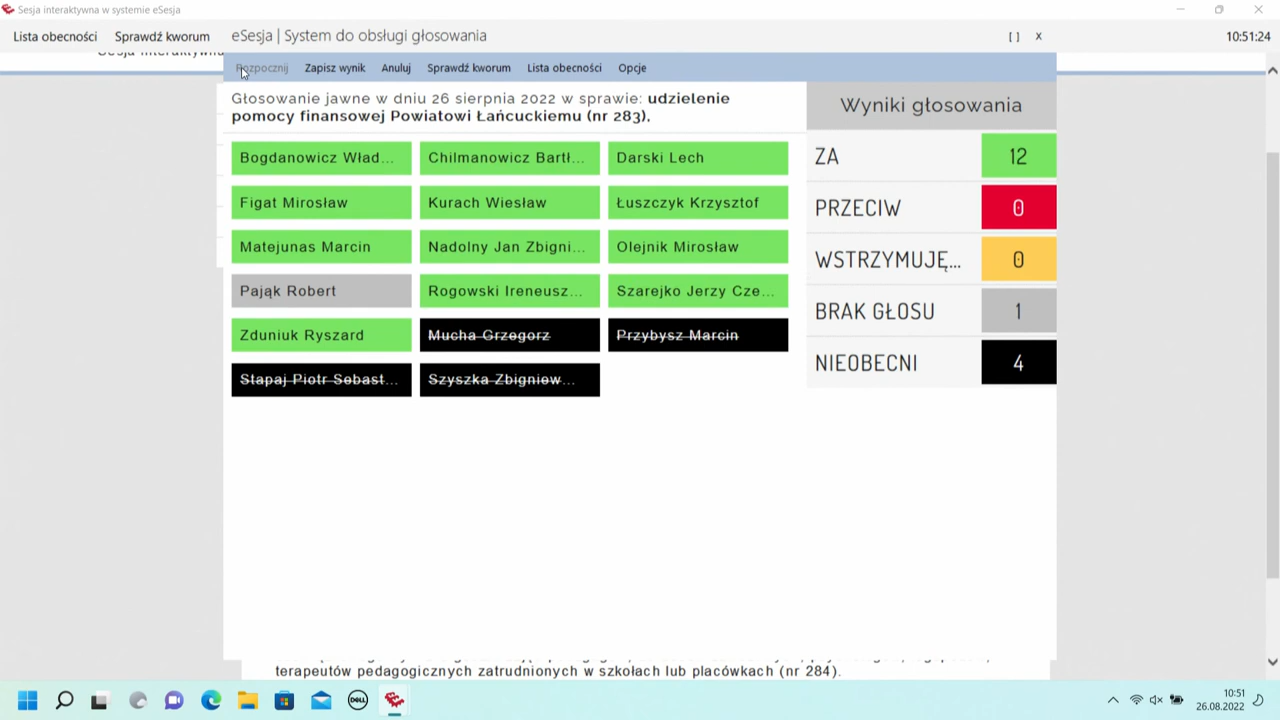 Sesja interaktywna w systemie eSesja
Lista obecności Sprawdź kworum eSesja | System do obsługi głosowania [ ] x 10:51:24
Rozpocznij Zapisz wynik Anuluj Sprawdź kworum Lista obecności Opcje
Głosowanie jawne w dniu 26 sierpnia 2022 w sprawie: udzielenie
pomocy finansowej Powiatowi Łańcuckiemu (nr 283),
Wyniki głosowania
Bogdanowicz Wład... Chilmanowicz Bartł... Darski Lech
Figat Mirosław Kurach Wiesław Łuszczyk Krzysztof
Matejunas Marcin Nadolny Jan Zbigni... Olejnik Mirosław
Pająk Robert Rogowski Ireneusz... Szarejko Jerzy Cze...
Zduniuk Ryszard Mucha Grzegorz Przybysz Marcin
Stapaj Piotr Sebast... Szyszka Zbigniew...
ZA 12
PRZECIW 0
WSTRZYMUJĘ... 0
BRAK GŁOSU 1
NIEOBECNI 4
terapeutów pedagogicznych zatrudnionych w szkołach lub placówkach (nr 284).
DELL
10:51
26.08.2022